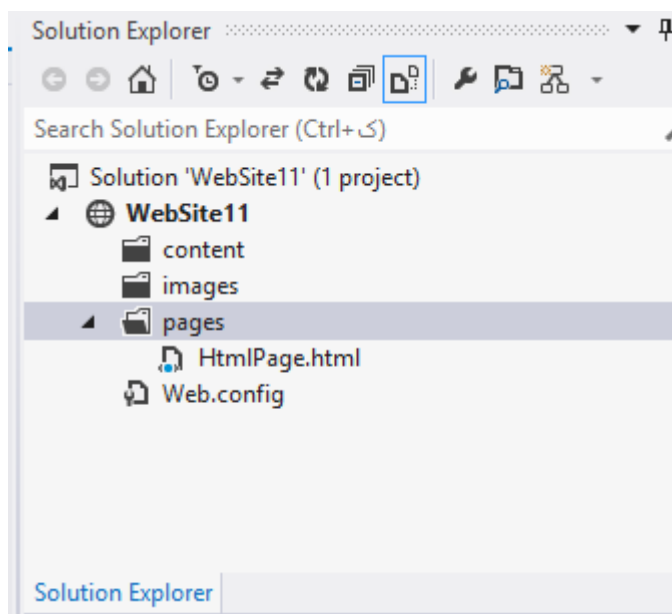 Solution Explorer
Search Solution Explorer (Ctrl+ک)
Solution 'WebSite11' (1 project)
WebSite11
content
images
pages
HtmlPage.html
Web.config
Solution Explorer